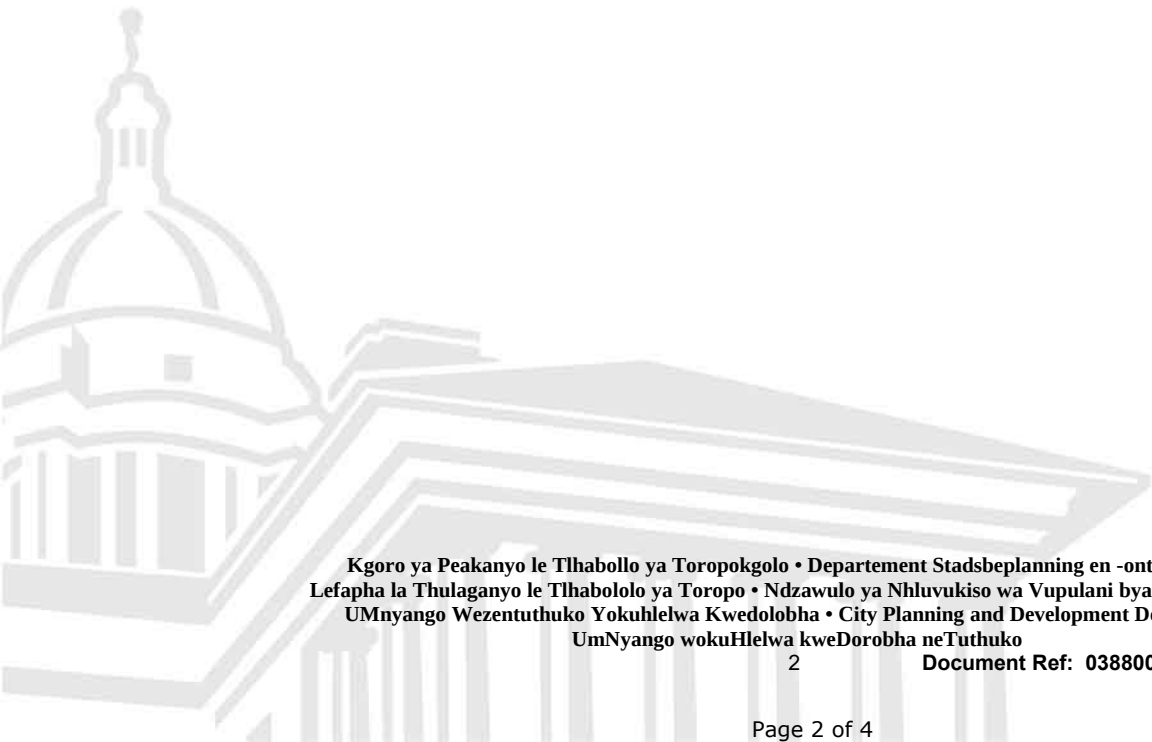 Kgoro ya Peakanyo le Tlhabollo ya Toropokgolo • Departement Stadsbeplanning en -ont
Lefapha la Thulaganyo le Tlhabololo ya Toropo • Ndzawulo ya Nhluvukiso wa Vupulani bya
UMnyango Wezentuthuko Yokuhlelwa Kwedolobha • City Planning and Development D
UmNyango wokuHlelwa kweDorobha neTuthuko
2 Document Ref: 038800
Page 2 of 4